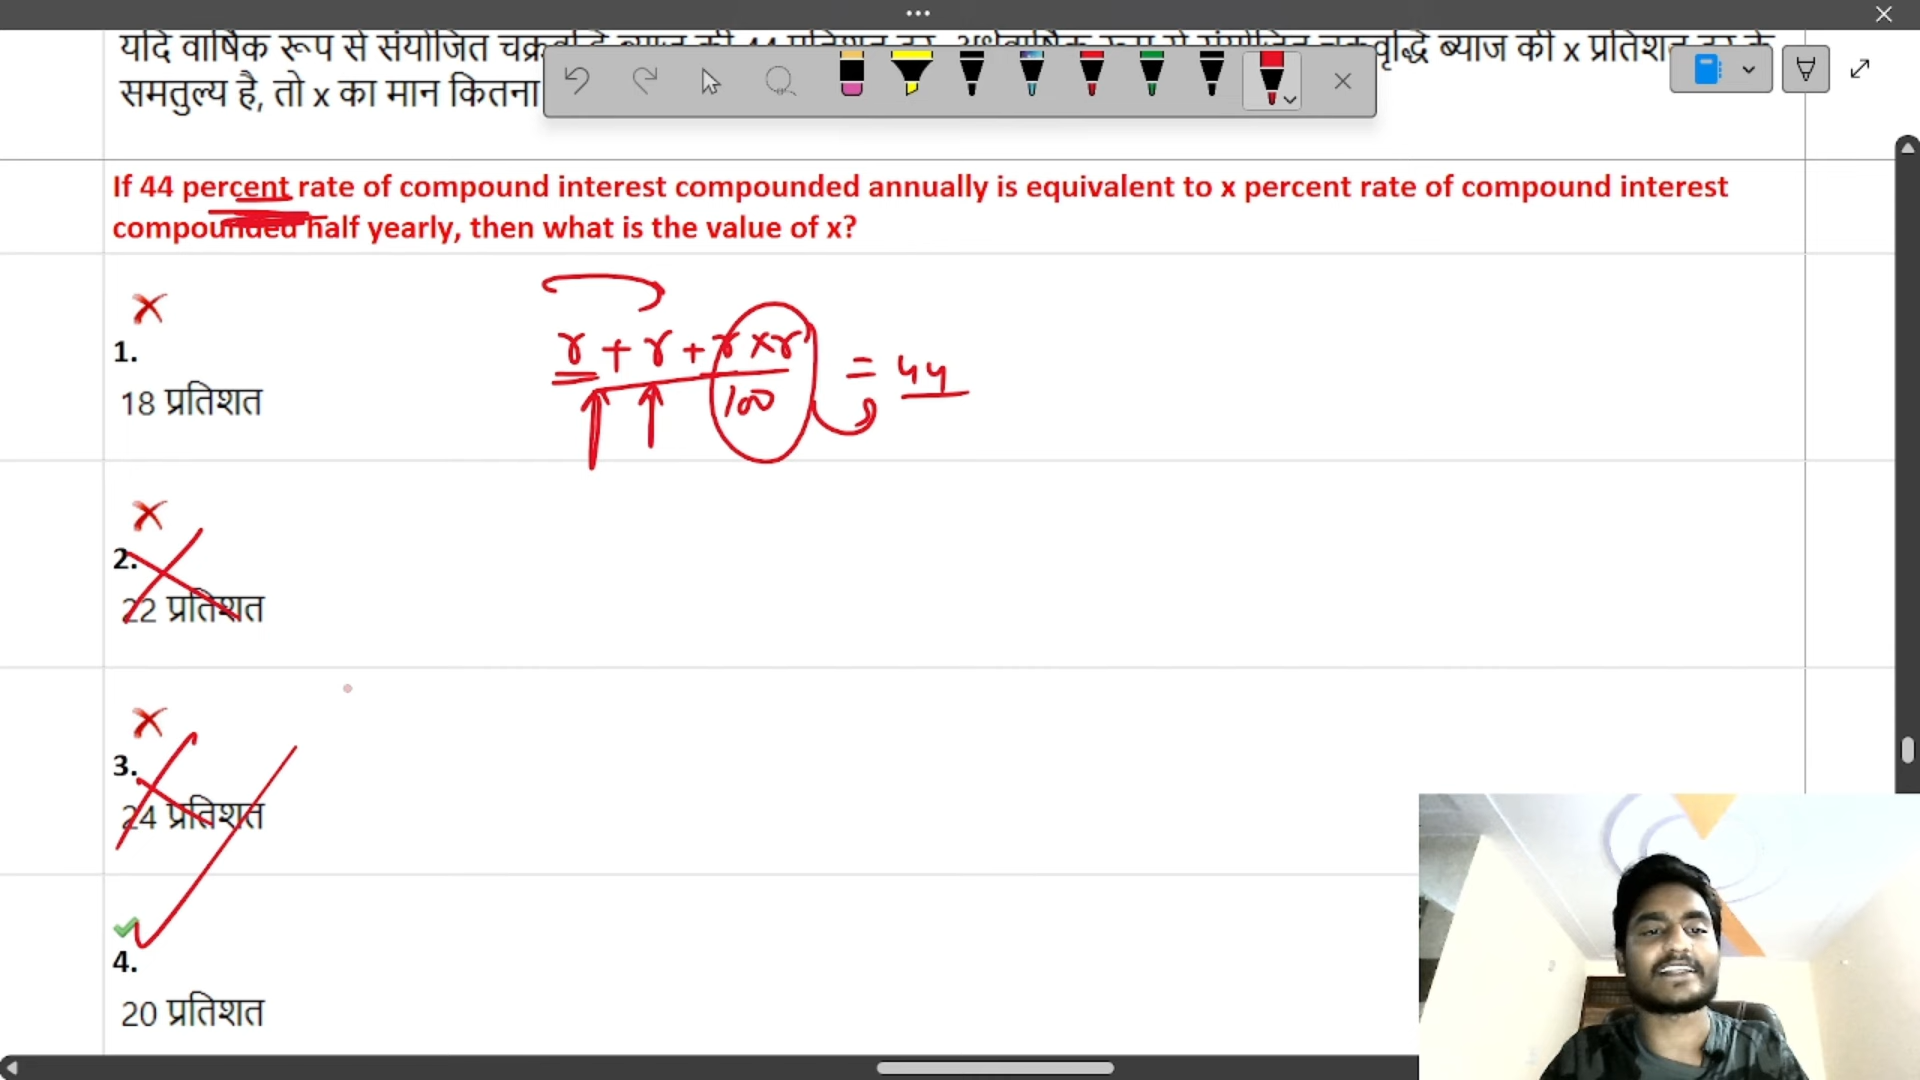 यदि वार्षिक रूप से संयोजित
समतुल्य है, तो x का मान कितना
If 44 percent rate of compound interest compounded annually is equivalent to x percent rate of compound interest
compounded half yearly, then what is the value of x?
r + r + r × r / 100 = 44
1.
18 प्रतिशत
2.
22 प्रतिशत
3.
24 प्रतिशत
4.
20 प्रतिशत